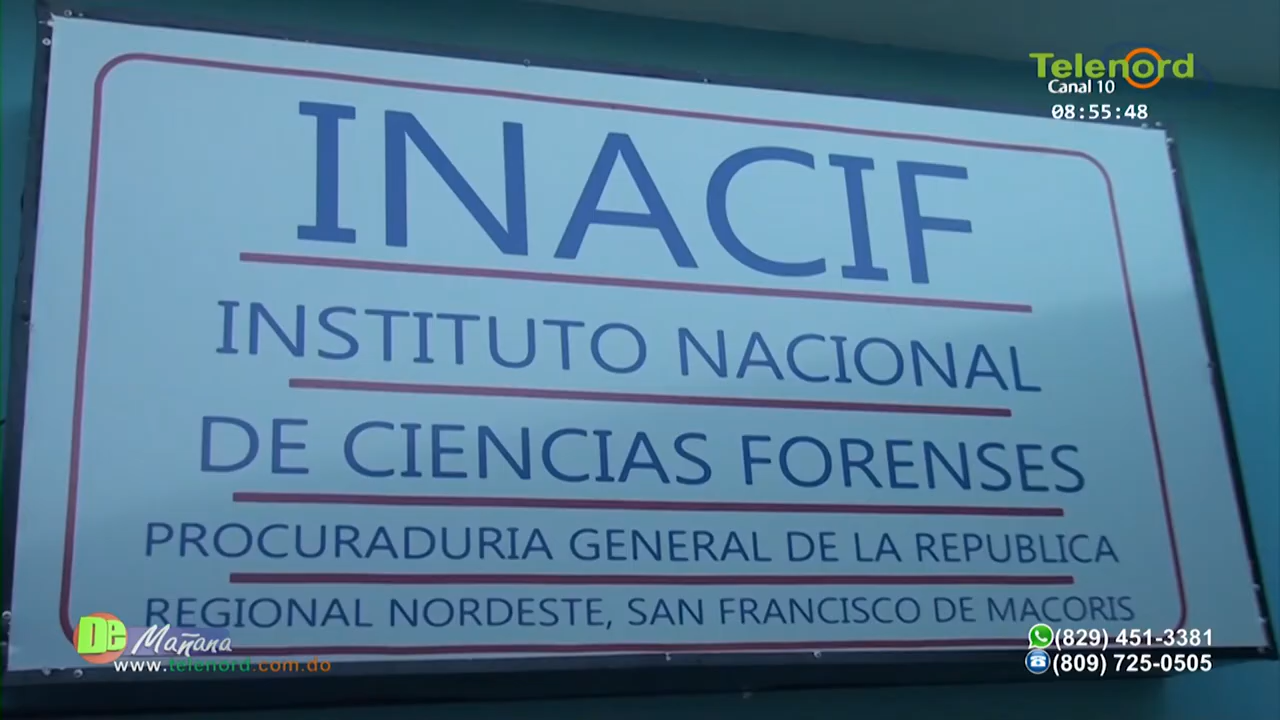 Telenord
Canal 10
08:55:48
INACIF
INSTITUTO NACIONAL
DE CIENCIAS FORENSES
PROCURADURIA GENERAL DE LA REPUBLICA
REGIONAL NORDESTE, SAN FRANCISCO DE MACORIS
De Mañana
www.telenord.com.do
(829) 451-3381
(809) 725-0505